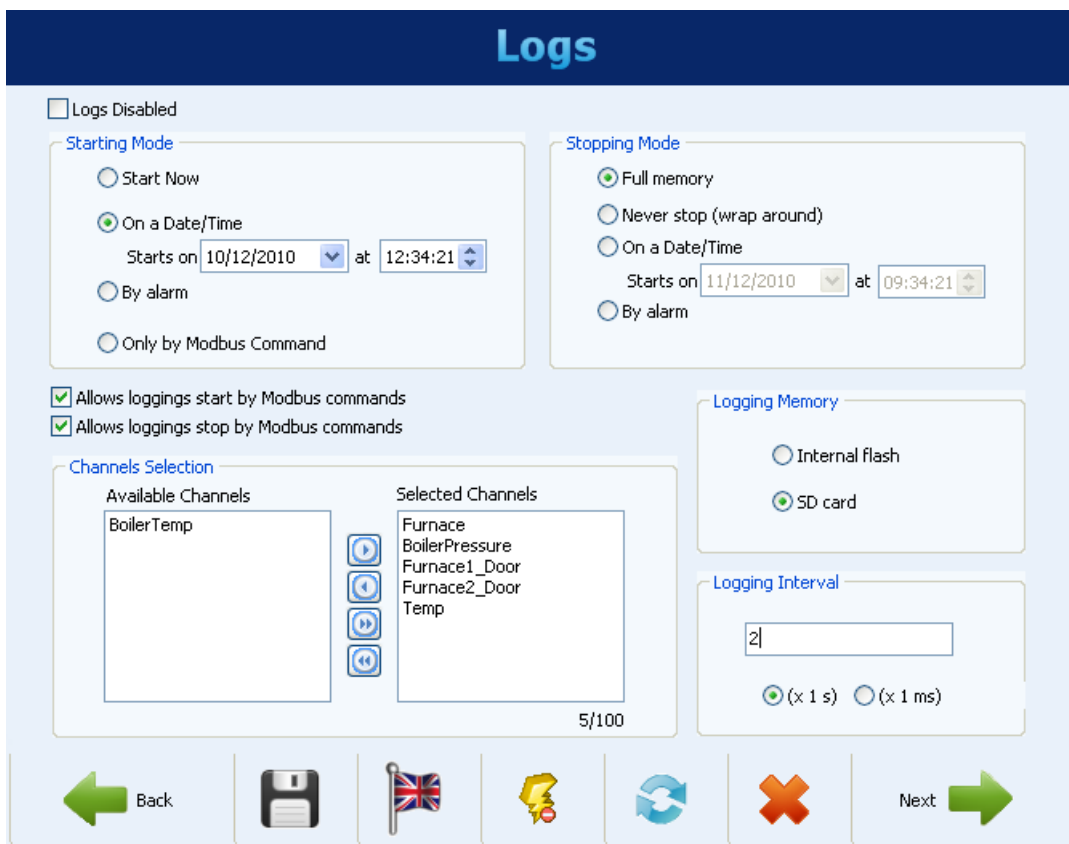 Logs
Logs Disabled
Starting Mode
Start Now
On a Date/Time
Starts on 10/12/2010 at 12:34:21
By alarm
Only by Modbus Command
Stopping Mode
Full memory
Never stop (wrap around)
On a Date/Time
Starts on 11/12/2010 at 09:34:21
By alarm
Allows loggings start by Modbus commands
Allows loggings stop by Modbus commands
Channels Selection
Available Channels
BoilerTemp
Selected Channels
Furnace
BoilerPressure
Furnace1_Door
Furnace2_Door
Temp
5/100
Logging Memory
Internal flash
SD card
Logging Interval
2
(x 1 s) (x 1 ms)
Back
Next